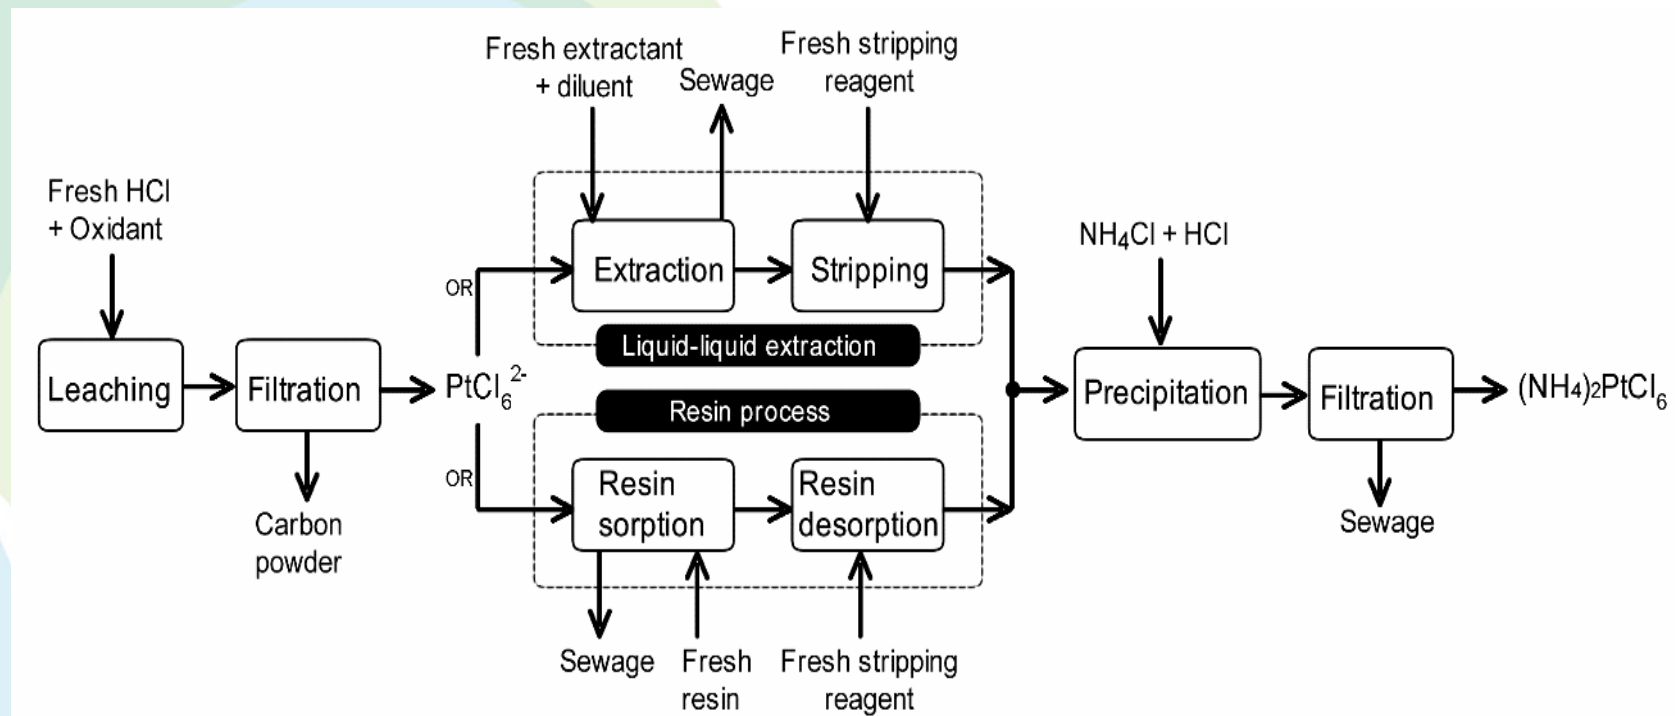 Fresh HCl
+ Oxidant
Leaching
Filtration
Carbon
powder
PtCl₆²⁻
OR
OR
Fresh extractant
+ diluent
Sewage
Fresh stripping
reagent
Extraction
Stripping
Liquid-liquid extraction
Resin process
Resin
sorption
Resin
desorption
Sewage
Fresh
resin
Fresh stripping
reagent
NH₄Cl + HCl
Precipitation
Filtration
Sewage
(NH₄)₂PtCl₆